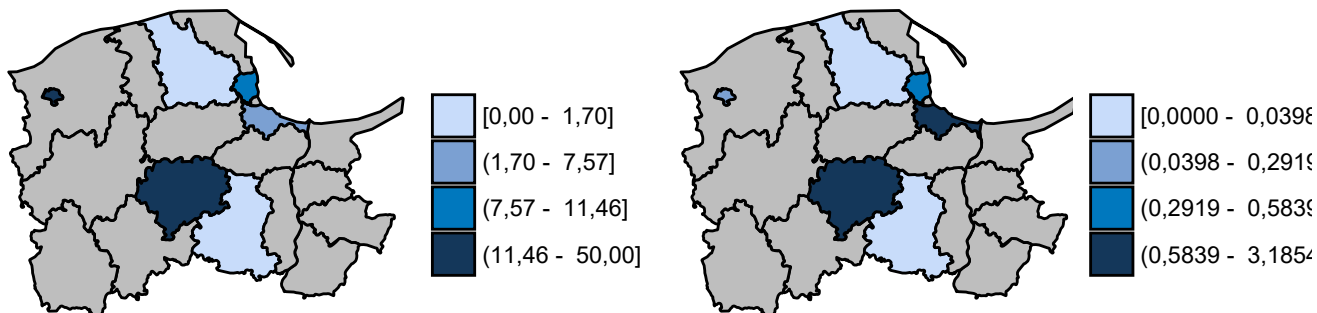 [0,00 - 1,70]
(1,70 - 7,57]
(7,57 - 11,46]
(11,46 - 50,00]
[0,0000 - 0,0398
(0,0398 - 0,2919
(0,2919 - 0,5839
(0,5839 - 3,1854